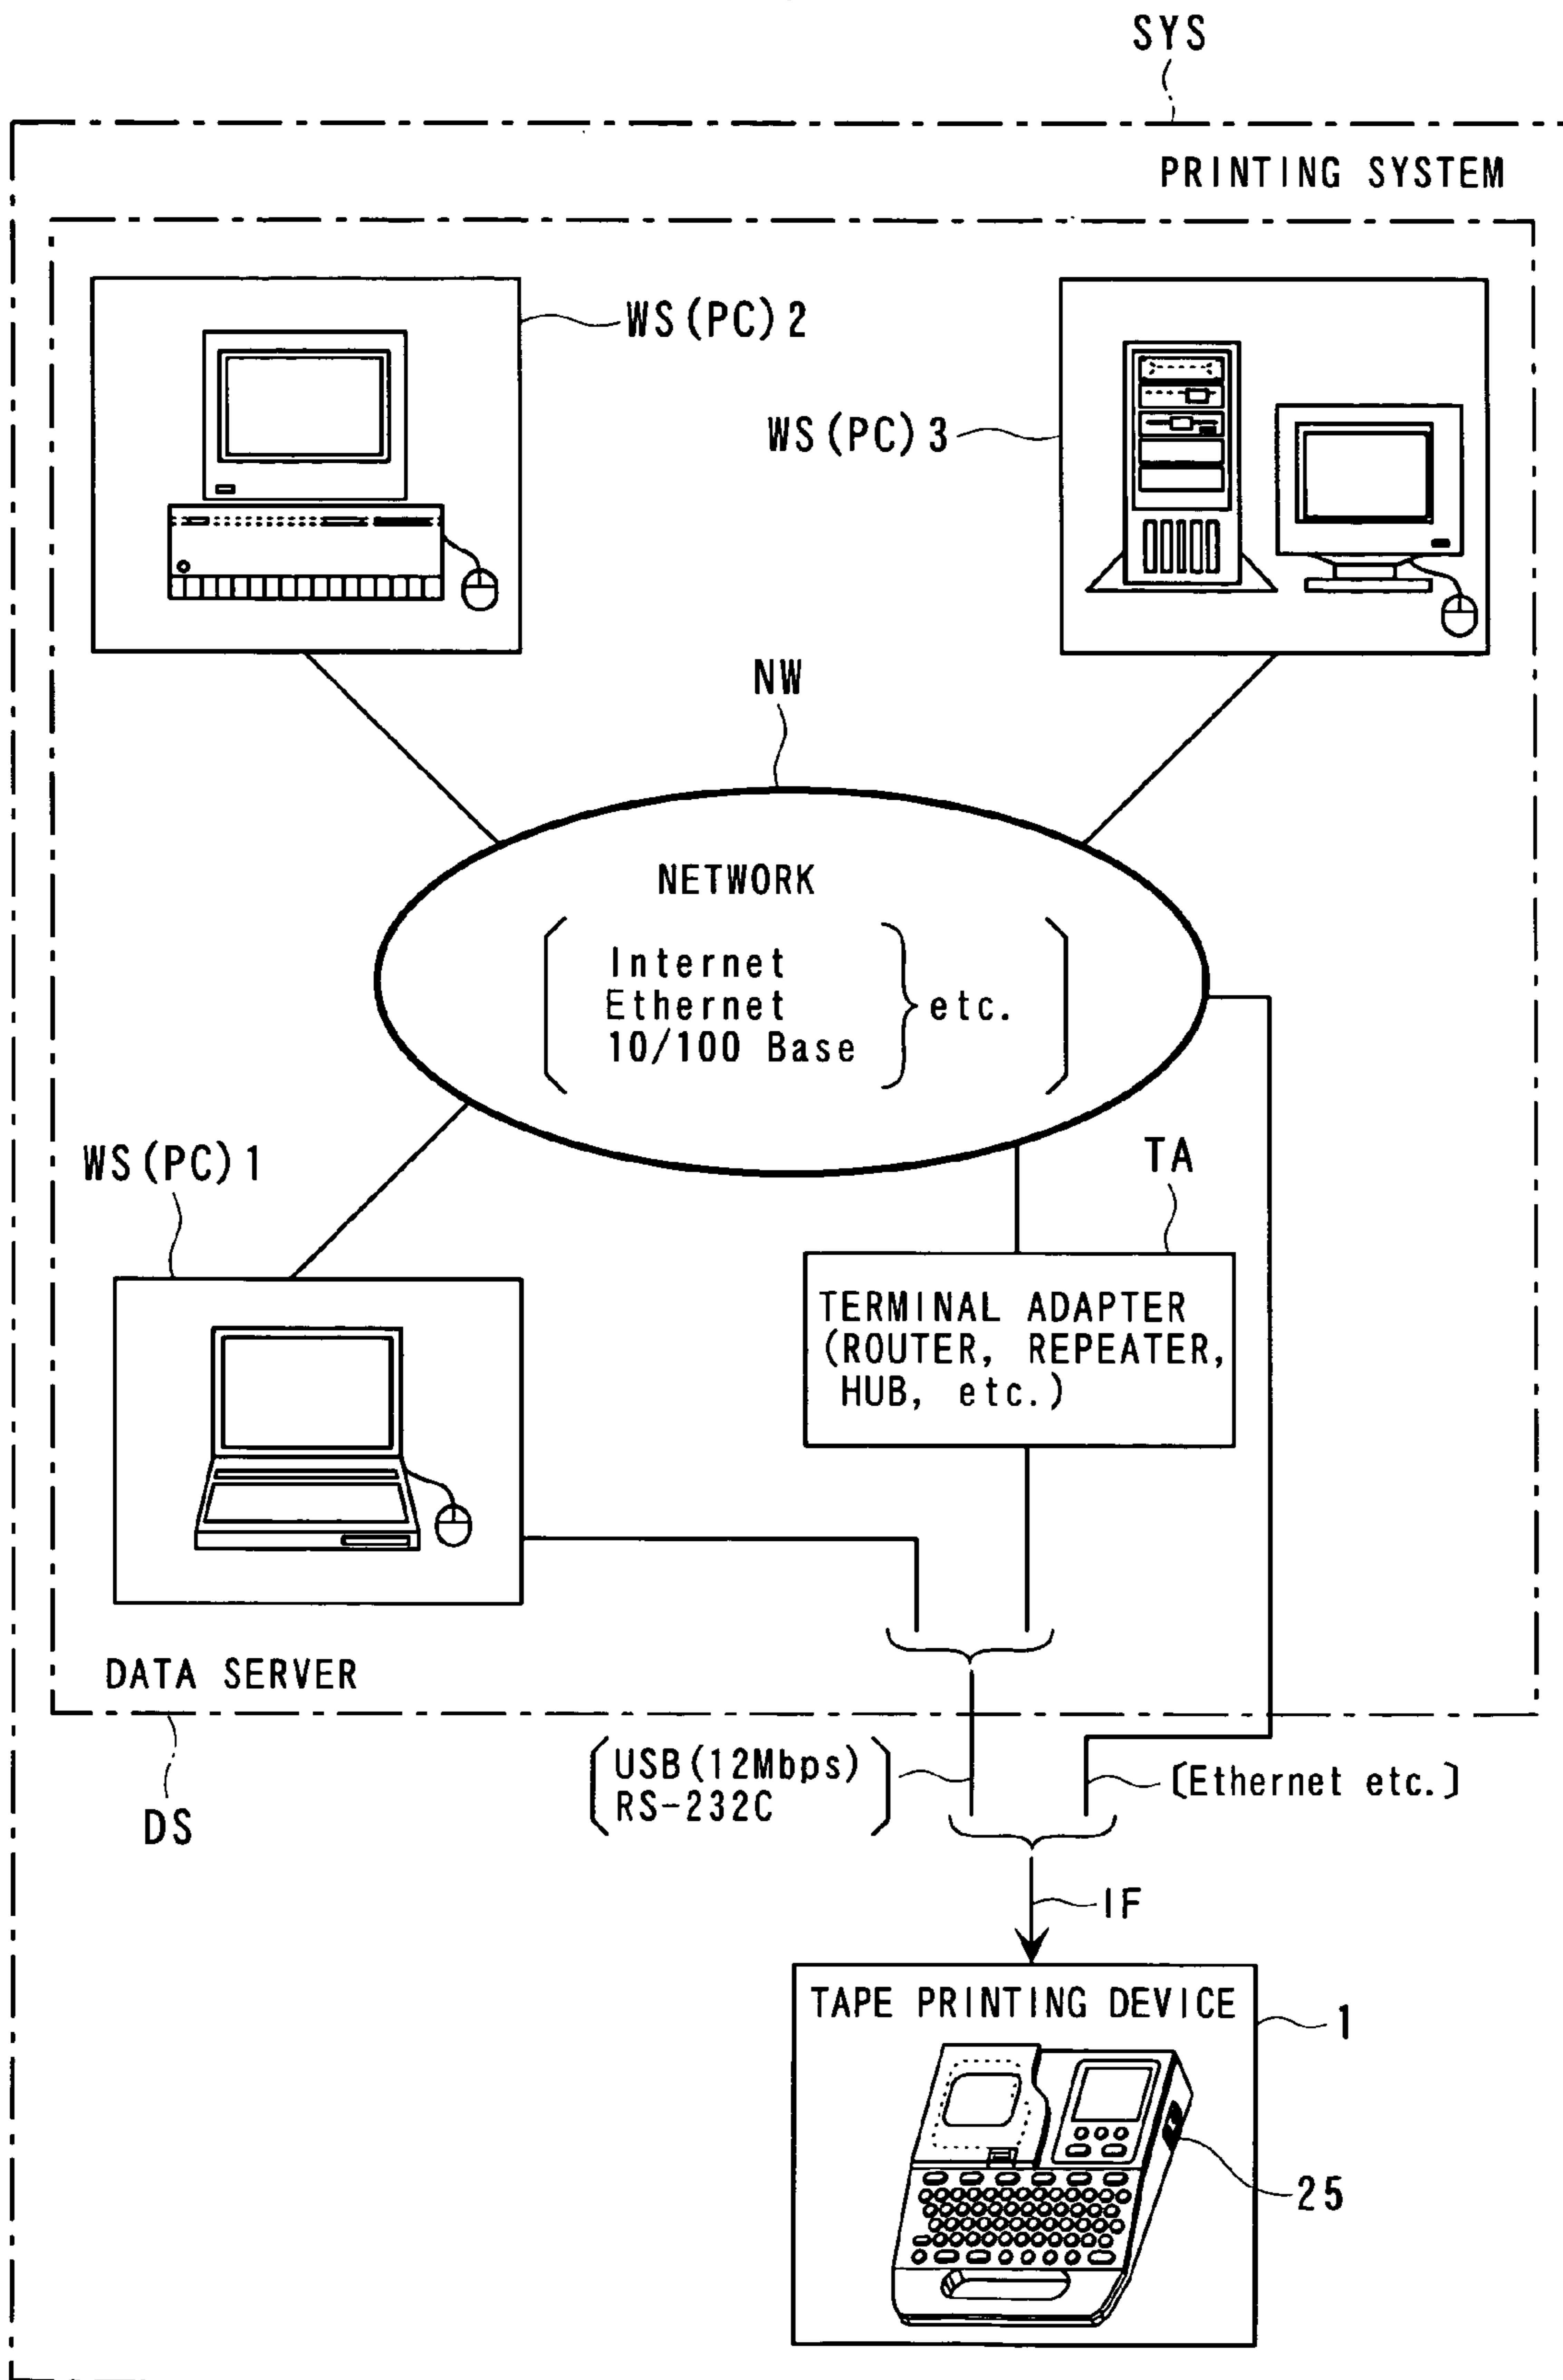 SYS
PRINTING SYSTEM
WS(PC)2
WS(PC)3
NW
NETWORK
Internet
Ethernet
10/100 Base
etc.
WS(PC)1
TA
TERMINAL ADAPTER
(ROUTER, REPEATER,
HUB, etc.)
DATA SERVER
DS
USB(12Mbps)
RS-232C
[Ethernet etc.]
IF
TAPE PRINTING DEVICE
1
25